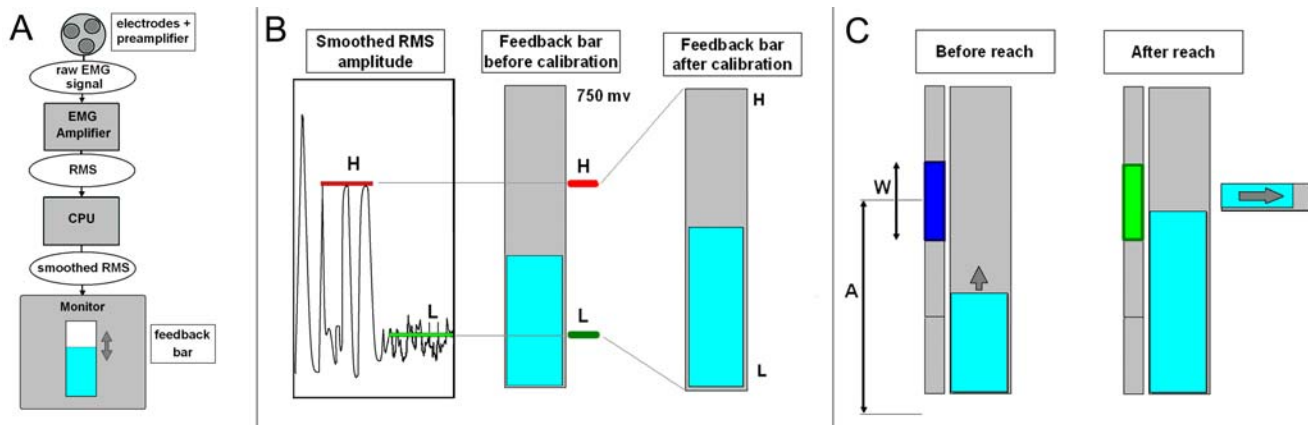 A
electrodes +
preamplifier
raw EMG
signal
EMG
Amplifier
RMS
CPU
smoothed RMS
Monitor
feedback
bar
B
Smoothed RMS
amplitude
Feedback bar
before calibration
Feedback bar
after calibration
750 mv
H
H
H
L
L
L
C
Before reach
After reach
W
A